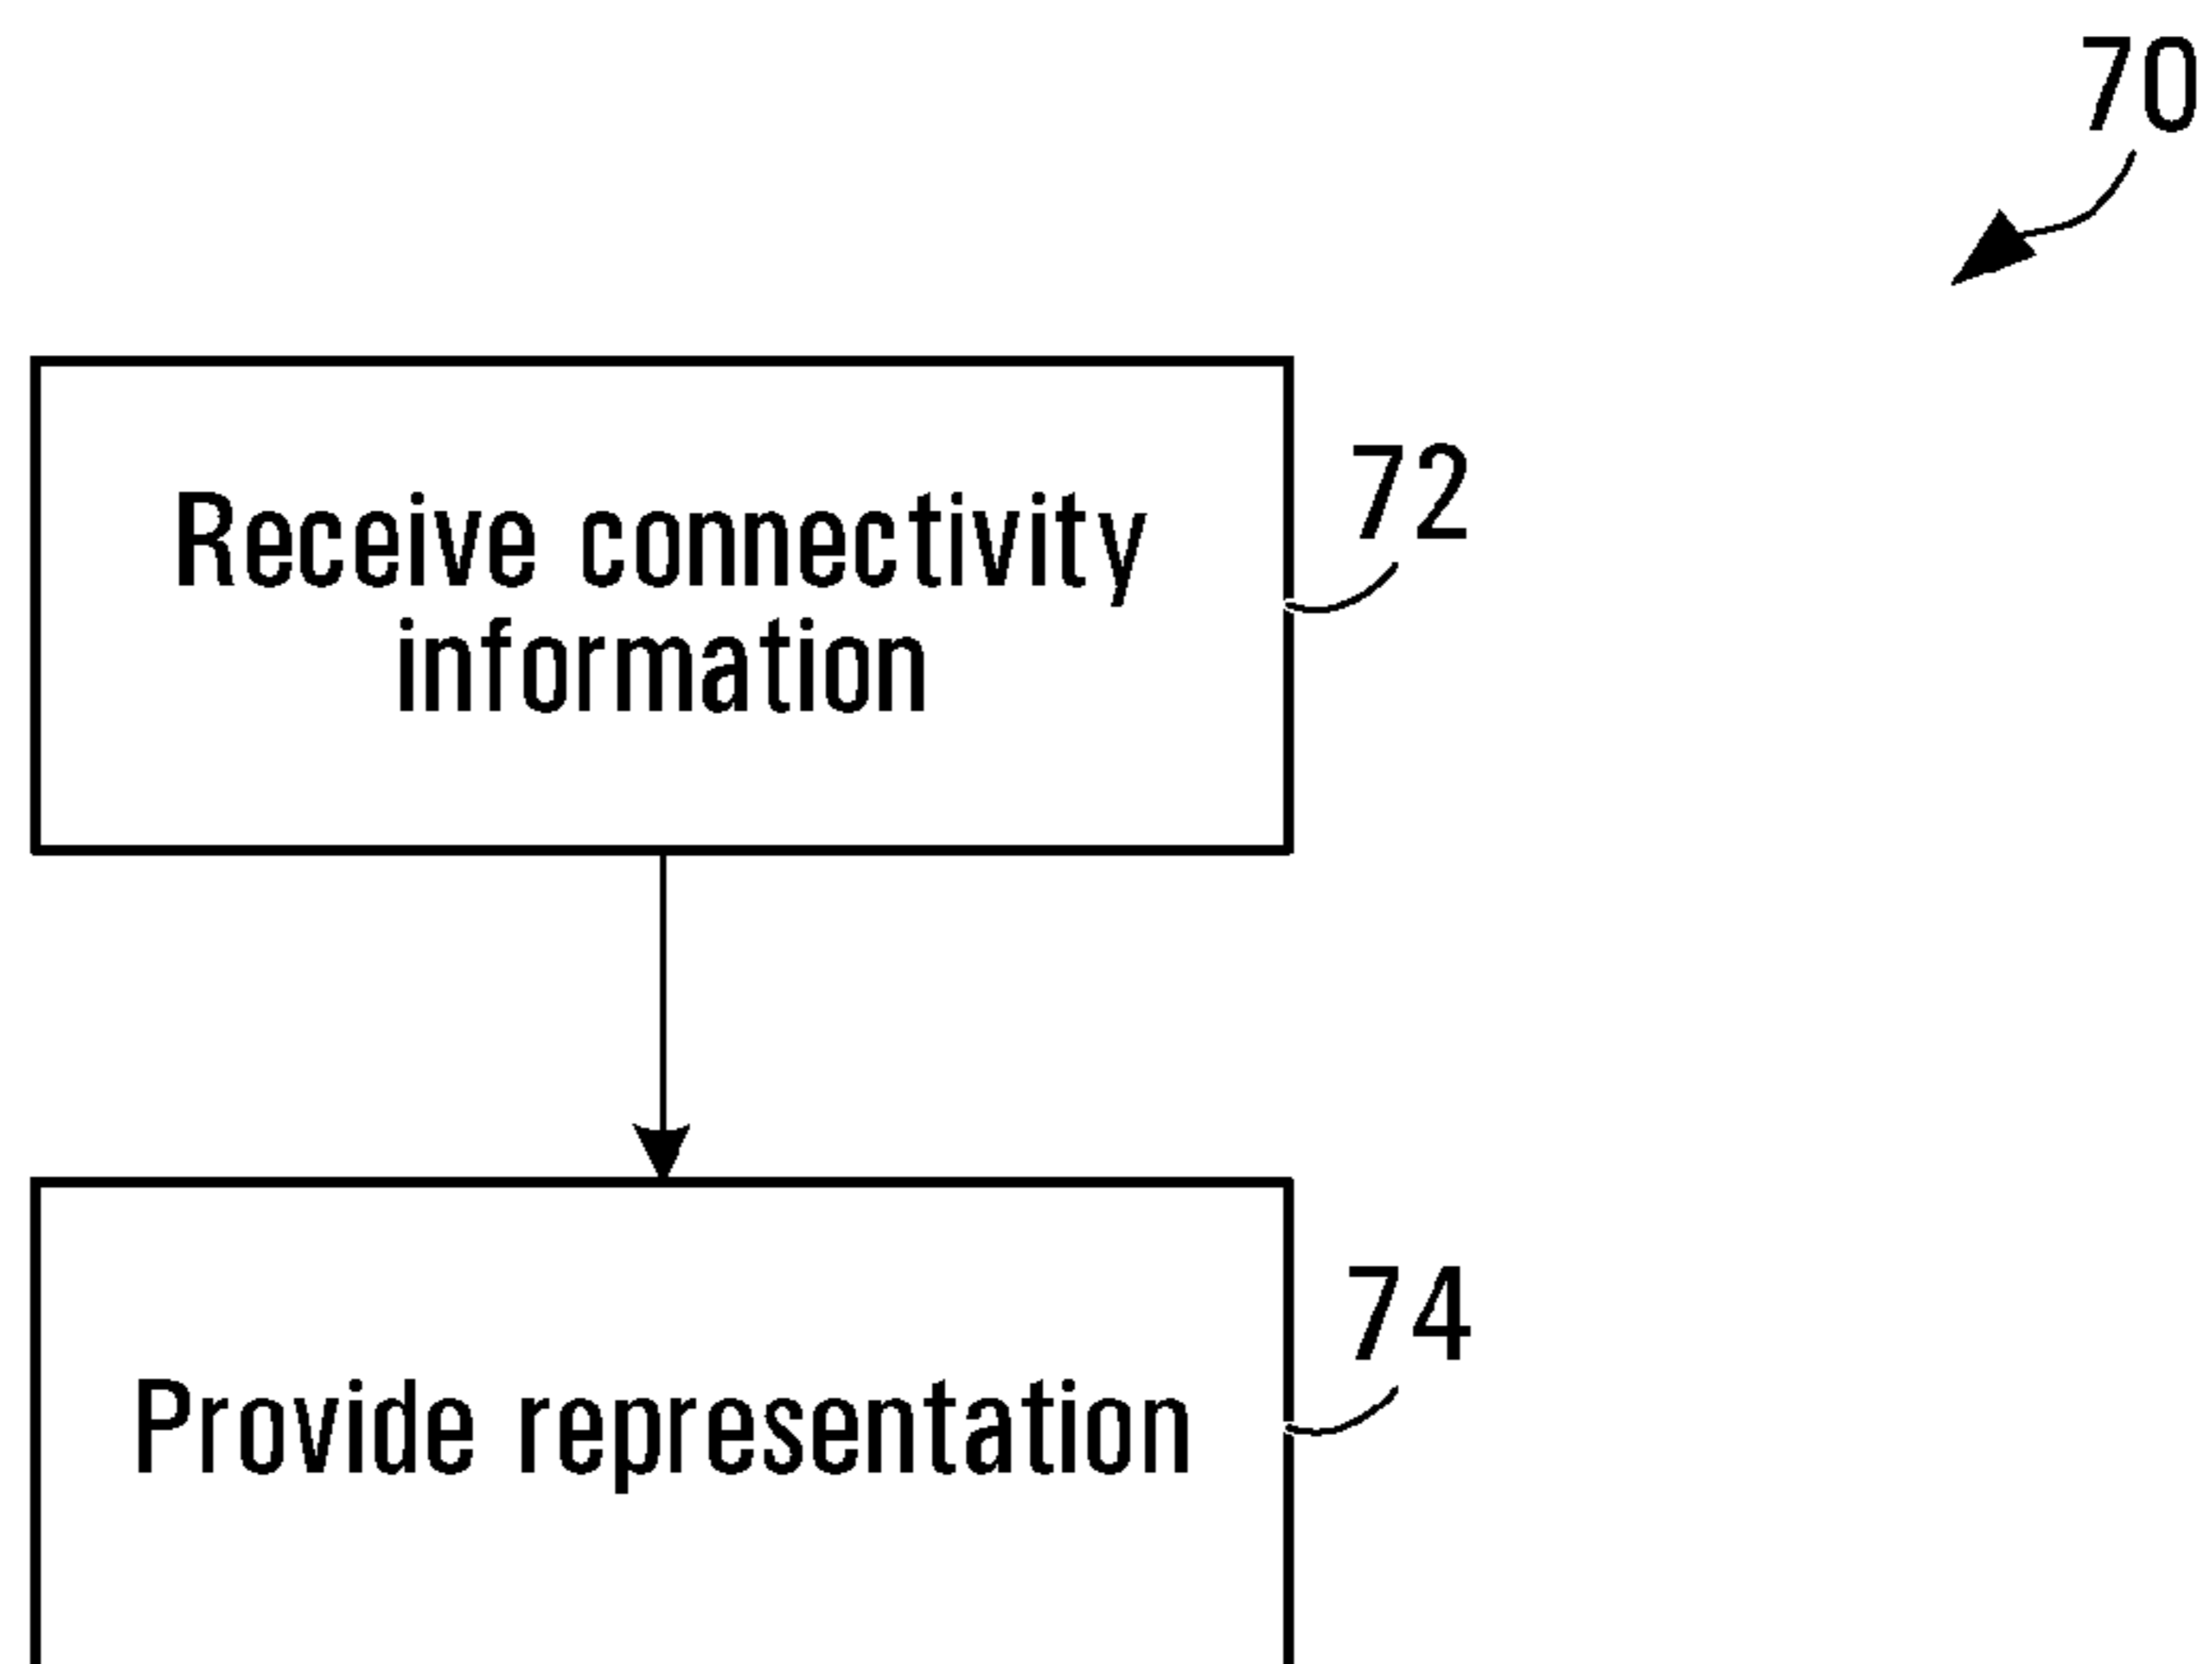 70
Receive connectivity
information
72
Provide representation
74